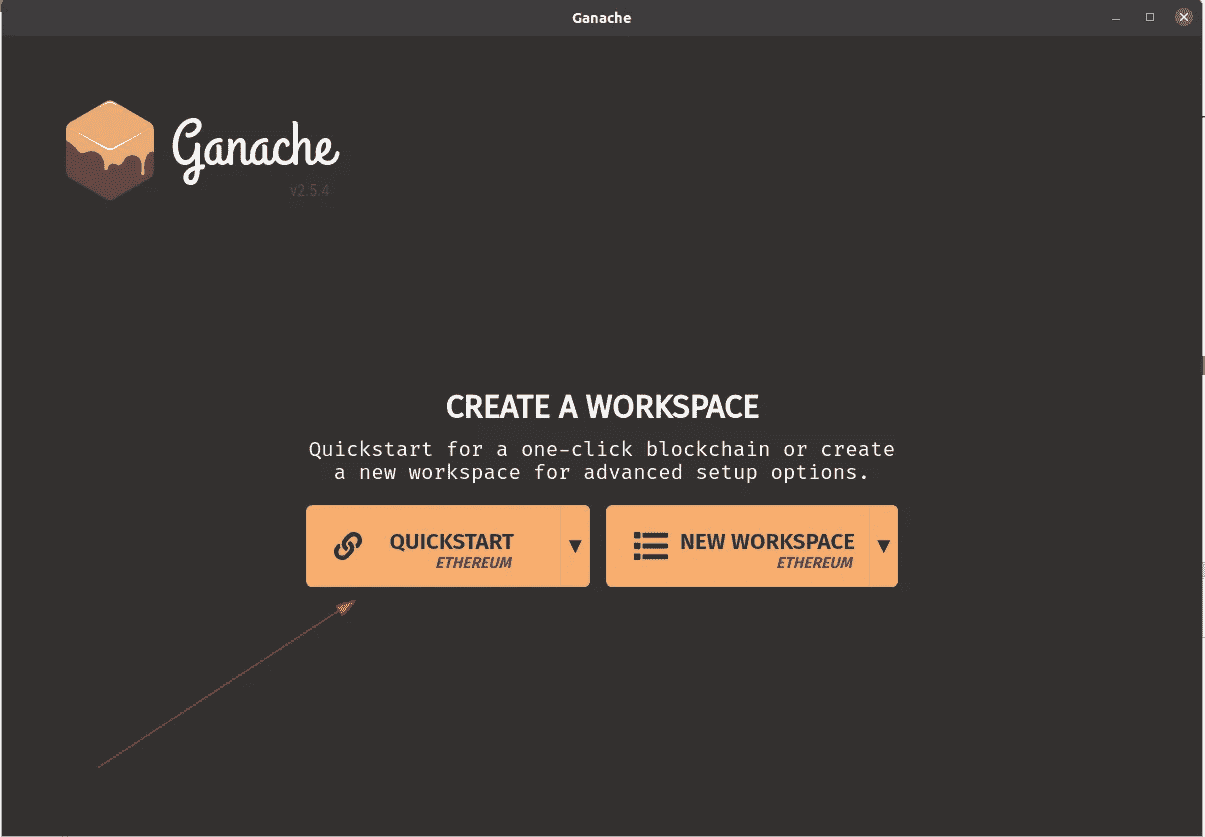 Ganache
Ganache
v2.5.4
CREATE A WORKSPACE
Quickstart for a one-click blockchain or create
a new workspace for advanced setup options.
QUICKSTART
ETHEREUM
NEW WORKSPACE
ETHEREUM